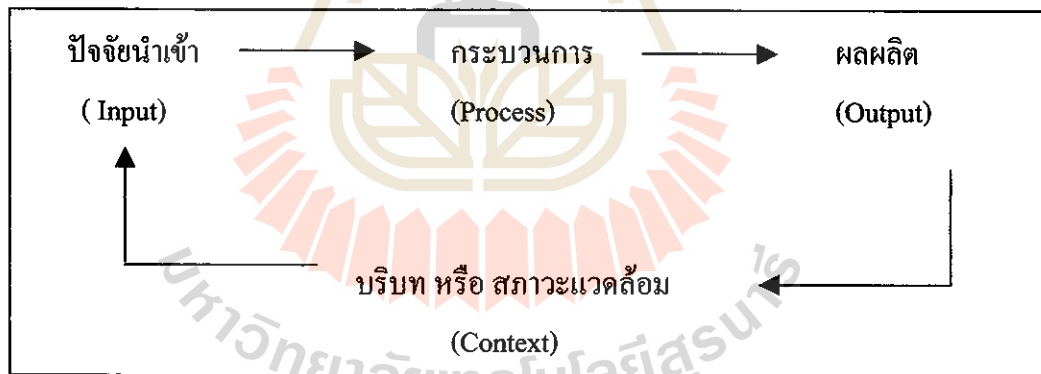 ปัจจัยนำเข้า กระบวนการ ผลผลิต
( Input) (Process) (Output)
บริบท หรือ สภาวะแวดล้อม
(Context)